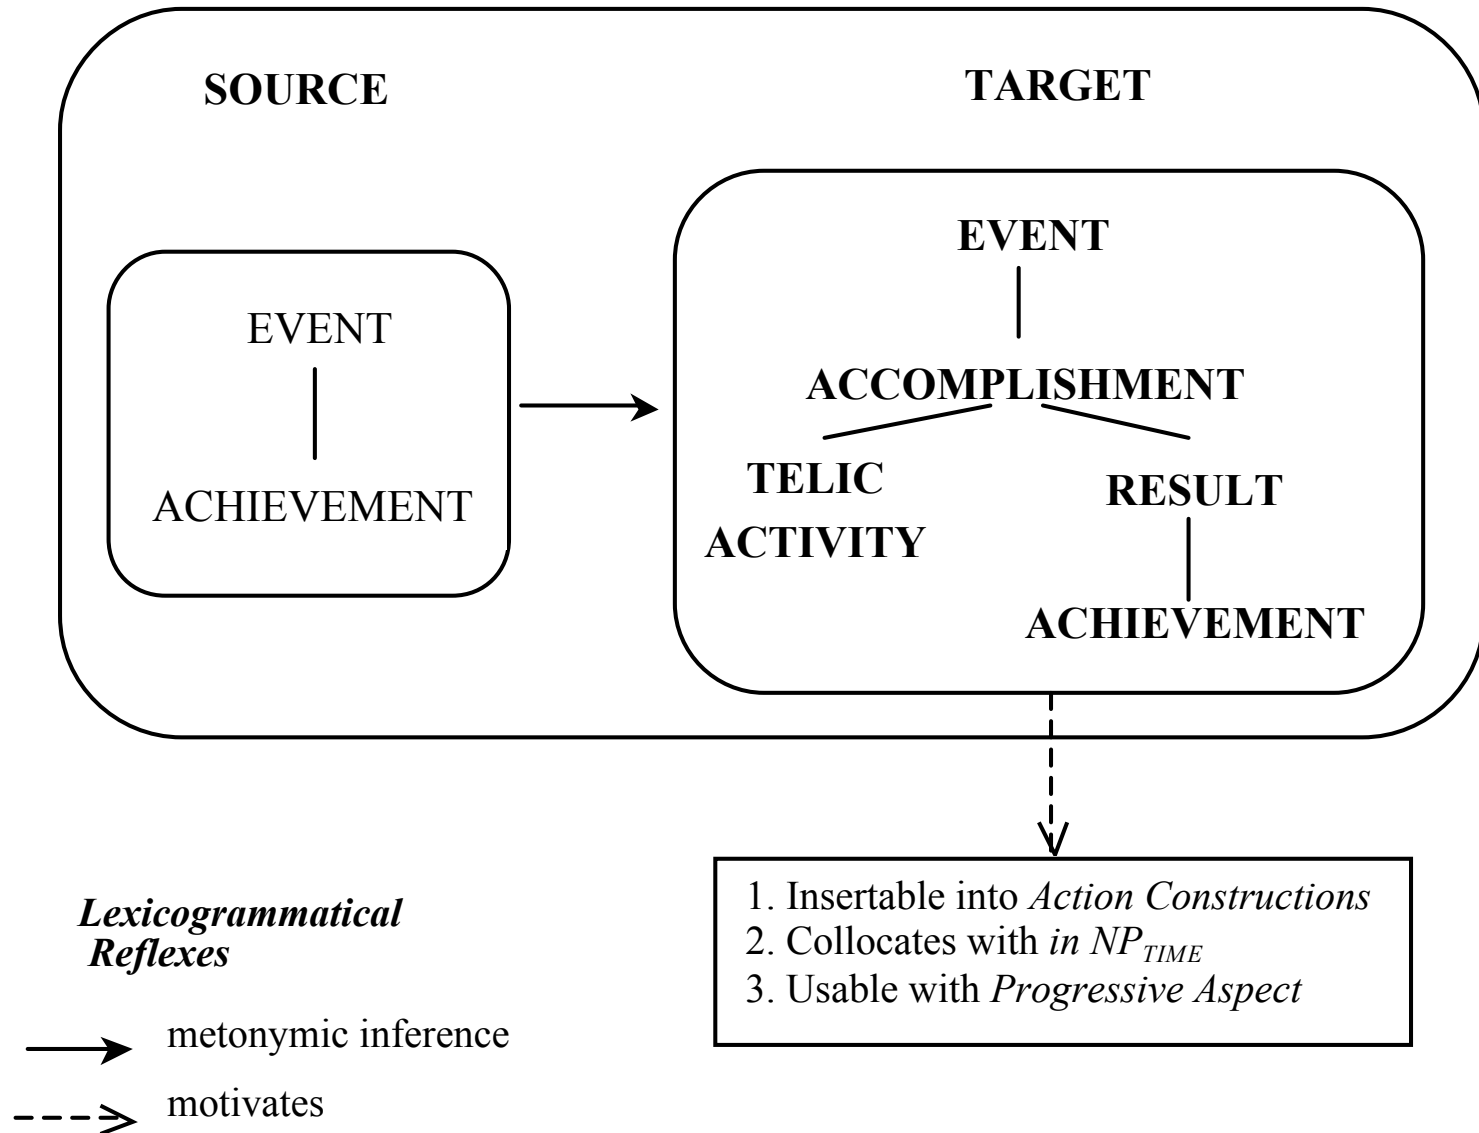 SOURCE
TARGET
EVENT
ACHIEVEMENT
EVENT
ACCOMPLISHMENT
TELIC
ACTIVITY
RESULT
ACHIEVEMENT
1. Insertable into Action Constructions
2. Collocates with in NP_TIME
3. Usable with Progressive Aspect
Lexicogrammatical
Reflexes
metonymic inference
motivates